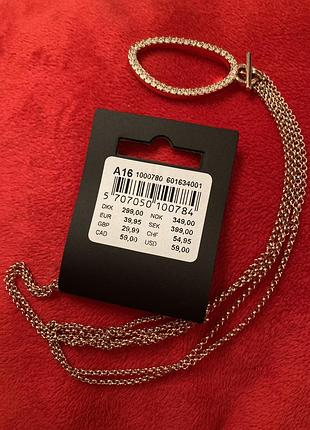 A16 1000780 601634001
5 707050 100784
DKK 299,00 NOK 349,00
EUR 39,95 SEK 399,00
GBP 29,99 CHF 54,95
CAD 59,00 USD 59,00